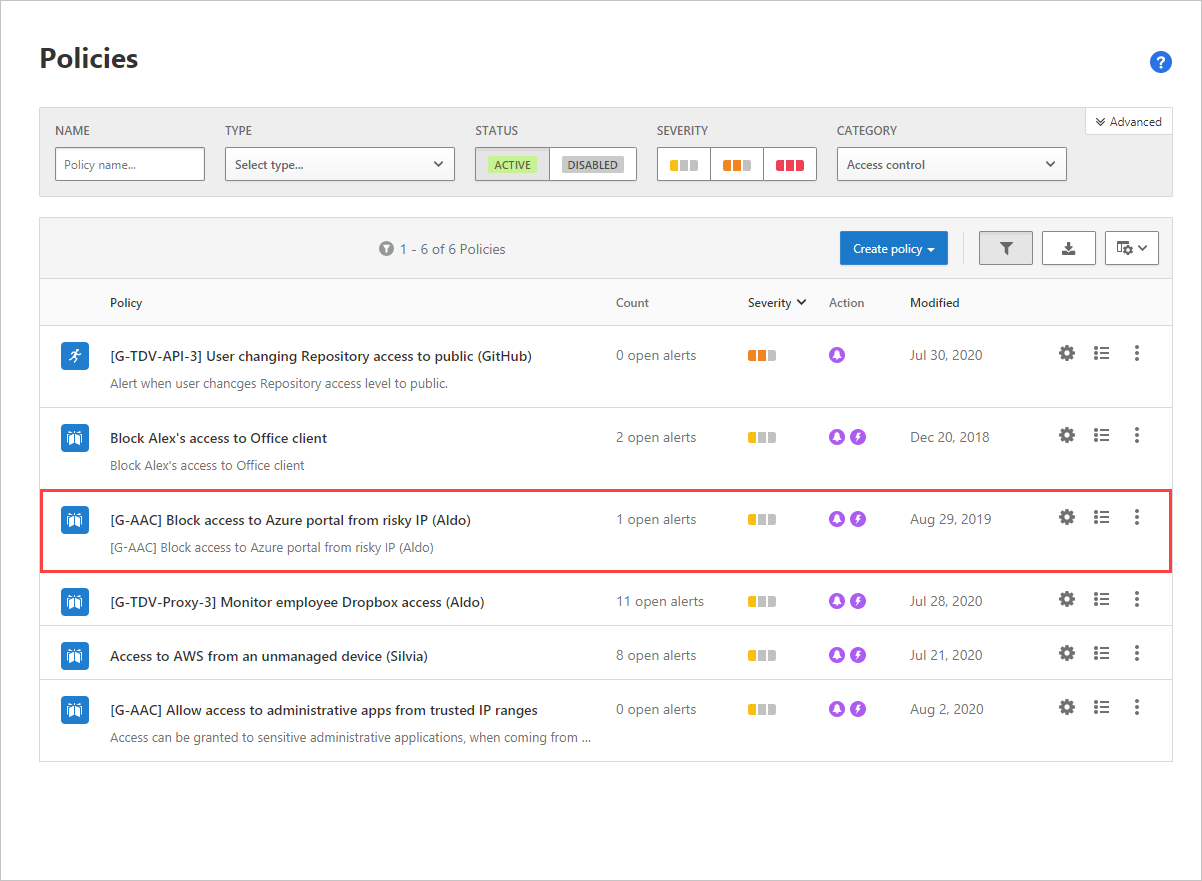 Policies
?
NAME
TYPE
STATUS
SEVERITY
CATEGORY
Advanced
Policy name...
Select type...
ACTIVE
DISABLED
Access control
1 - 6 of 6 Policies
Create policy
Policy
Count
Severity
Action
Modified
[G-TDV-API-3] User changing Repository access to public (GitHub)
0 open alerts
Jul 30, 2020
Alert when user chancges Repository access level to public.
Block Alex's access to Office client
2 open alerts
Dec 20, 2018
Block Alex's access to Office client
[G-AAC] Block access to Azure portal from risky IP (Aldo)
1 open alerts
Aug 29, 2019
[G-AAC] Block access to Azure portal from risky IP (Aldo)
[G-TDV-Proxy-3] Monitor employee Dropbox access (Aldo)
11 open alerts
Jul 28, 2020
Access to AWS from an unmanaged device (Silvia)
8 open alerts
Jul 21, 2020
[G-AAC] Allow access to administrative apps from trusted IP ranges
0 open alerts
Aug 2, 2020
Access can be granted to sensitive administrative applications, when coming from ...